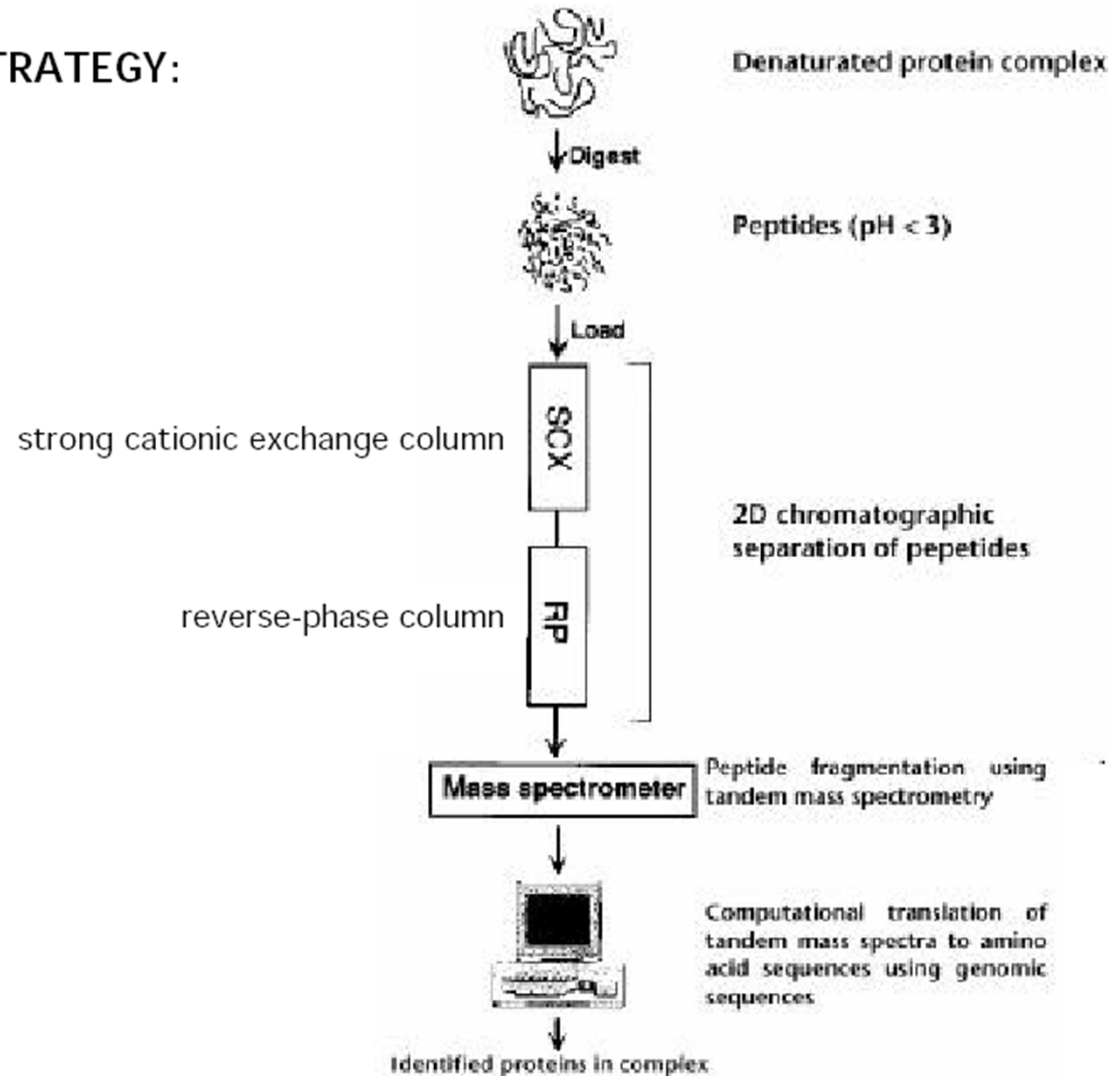 TRATEGY:
Denaturated protein complex
Digest
Peptides (pH < 3)
Load
SCX
strong cationic exchange column
2D chromatographic
separation of pepetides
RP
reverse-phase column
Mass spectrometer
Peptide fragmentation using
tandem mass spectrometry
Computational translation of
tandem mass spectra to amino
acid sequences using genomic
sequences
Identified proteins in complex